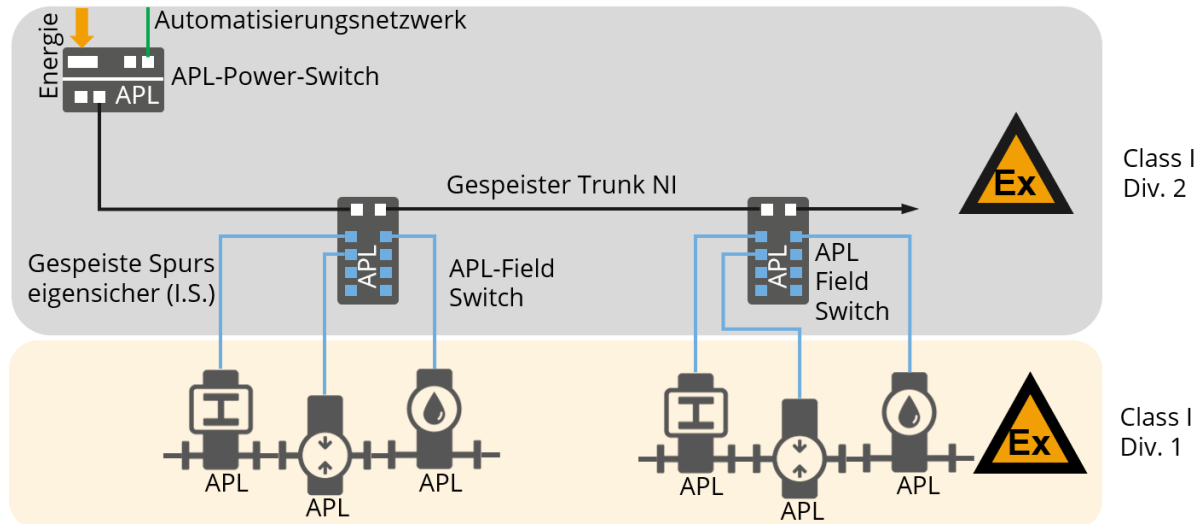 Automatisierungsnetzwerk
Energie
APL-Power-Switch
APL
Ex
Class I
Div. 2
Gespeister Trunk NI
APL
Gespeiste Spurs
eigensicher (I.S.)
APL-Field
Switch
APL
APL
Field
Switch
Ex
Class I
Div. 1
APL
APL
APL
APL
APL
APL